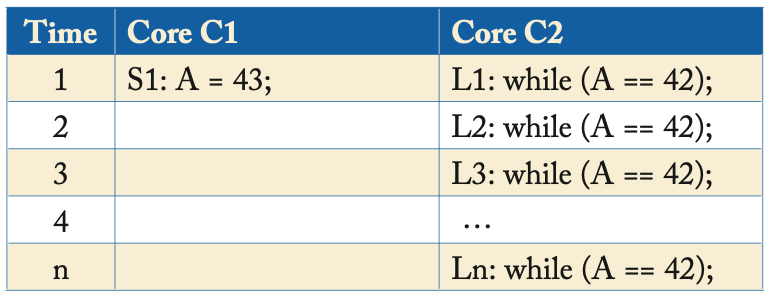 Time Core C1 Core C2
1 S1: A = 43; L1: while (A == 42);
2 L2: while (A == 42);
3 L3: while (A == 42);
4 ...
n Ln: while (A == 42);